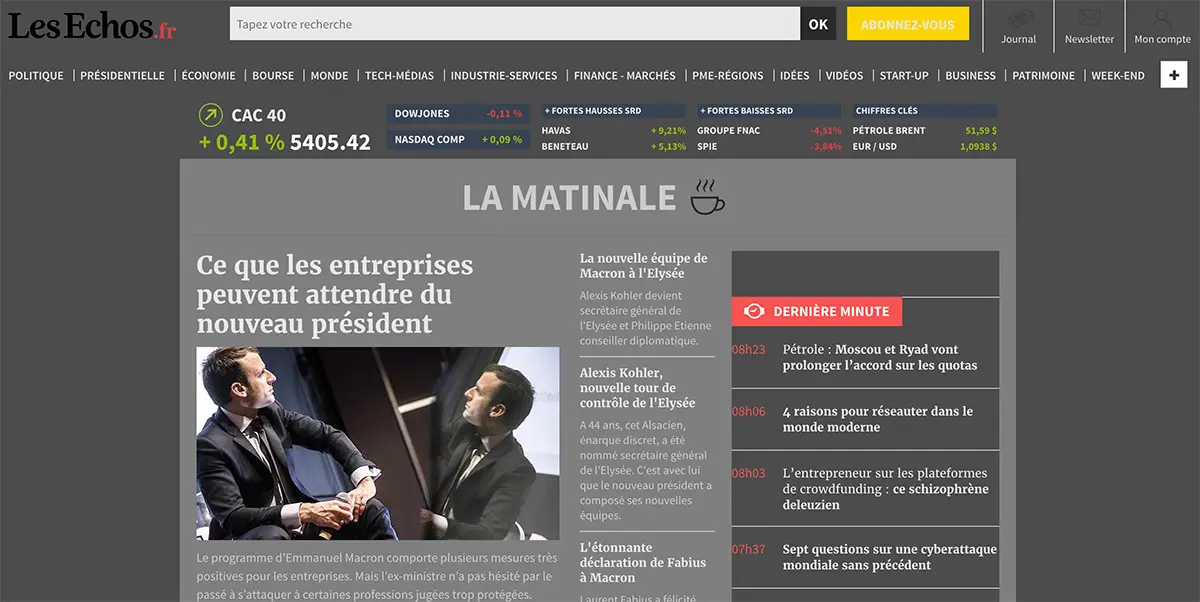 LesEchos.fr
Tapez votre recherche
OK
ABONNEZ-VOUS
Journal
Newsletter
Mon compte
POLITIQUE
PRÉSIDENTIELLE
ÉCONOMIE
BOURSE
MONDE
TECH-MÉDIAS
INDUSTRIE-SERVICES
FINANCE - MARCHÉS
PME-RÉGIONS
IDÉES
VIDÉOS
START-UP
BUSINESS
PATRIMOINE
WEEK-END
+
CAC 40
+ 0,41 % 5405.42
DOWJONES -0,11 %
NASDAQ COMP + 0,09 %
+ FORTES HAUSSES SRD
HAVAS + 9,21%
BENETEAU + 5,13%
+ FORTES BAISSES SRD
GROUPE FNAC -4,51%
SPIE -3,84%
CHIFFRES CLÉS
PÉTROLE BRENT 51,59 $
EUR / USD 1,0938 $
LA MATINALE
Ce que les entreprises
peuvent attendre du
nouveau président
Le programme d'Emmanuel Macron comporte plusieurs mesures très
positives pour les entreprises. Mais l'ex-ministre n'a pas hésité par le
passé à s'attaquer à certaines professions jugées trop protégées.
La nouvelle équipe de
Macron à l'Elysée
Alexis Kohler devient
secrétaire général de
l'Elysée et Philippe Etienne
conseiller diplomatique.
Alexis Kohler,
nouvelle tour de
contrôle de l'Elysée
A 44 ans, cet Alsacien,
énarque discret, a été
nommé secrétaire général
de l'Elysée. C'est avec lui
que le nouveau président a
composé ses nouvelles
équipes.
L'étonnante
déclaration de Fabius
à Macron
Laurent Fabius a félicité
DERNIÈRE MINUTE
08h23 Pétrole : Moscou et Ryad vont
prolonger l'accord sur les quotas
08h06 4 raisons pour réseauter dans le
monde moderne
08h03 L'entrepreneur sur les plateformes
de crowdfunding : ce schizophrène
deleuzien
07h37 Sept questions sur une cyberattaque
mondiale sans précédent